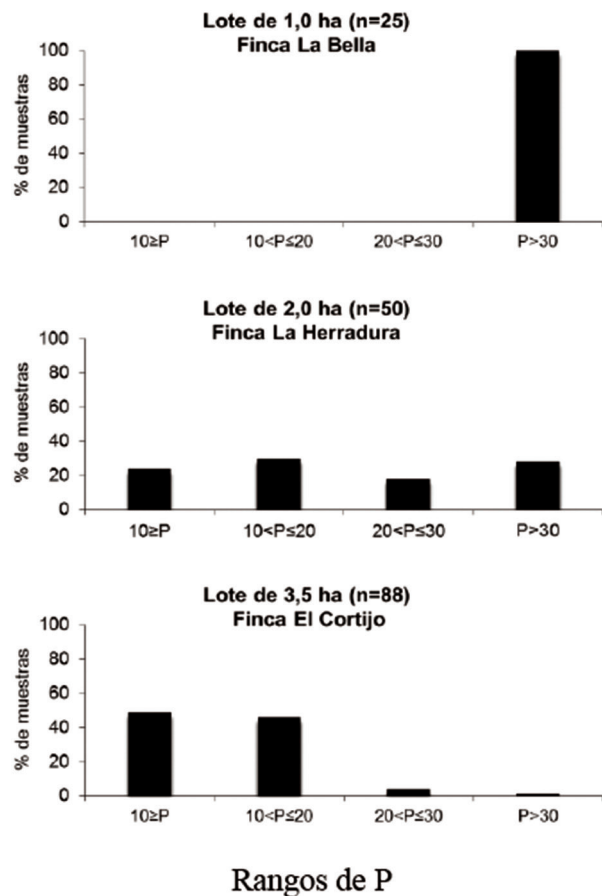 Lote de 1,0 ha (n=25)
Finca La Bella
% de muestras
100
80
60
40
20
0
10≥P
10<P≤20
20<P≤30
P>30
Lote de 2,0 ha (n=50)
Finca La Herradura
% de muestras
100
80
60
40
20
0
10≥P
10<P≤20
20<P≤30
P>30
Lote de 3,5 ha (n=88)
Finca El Cortijo
% de muestras
100
80
60
40
20
0
10≥P
10<P≤20
20<P≤30
P>30
Rangos de P